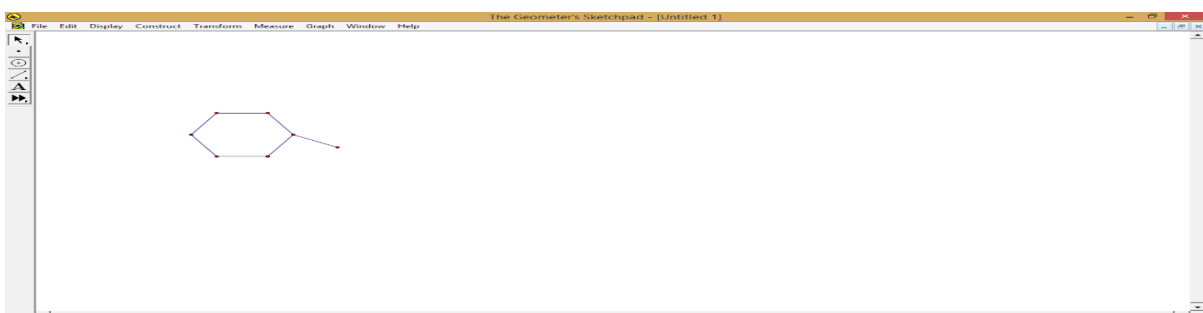 The Geometer's Sketchpad - [Untitled 1]
File Edit Display Construct Transform Measure Graph Window Help
A